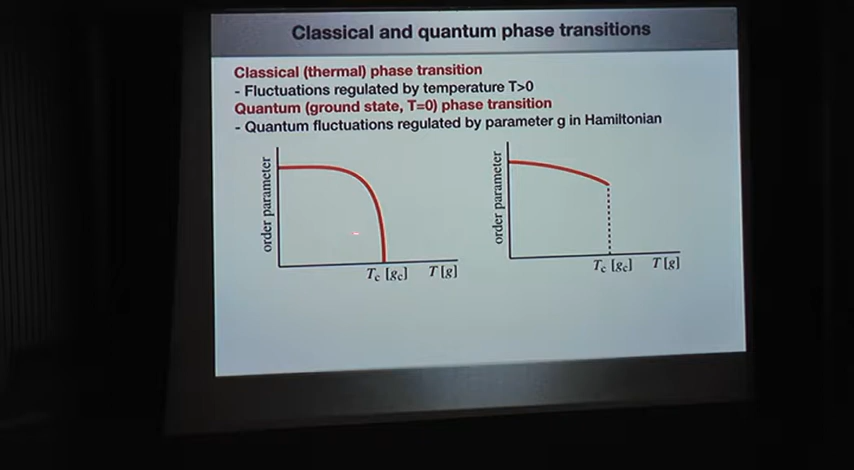 Classical and quantum phase transitions
Classical (thermal) phase transition
- Fluctuations regulated by temperature T>0
Quantum (ground state, T=0) phase transition
- Quantum fluctuations regulated by parameter g in Hamiltonian
order parameter
Tc [gc] T [g]
order parameter
Tc [gc] T [g]